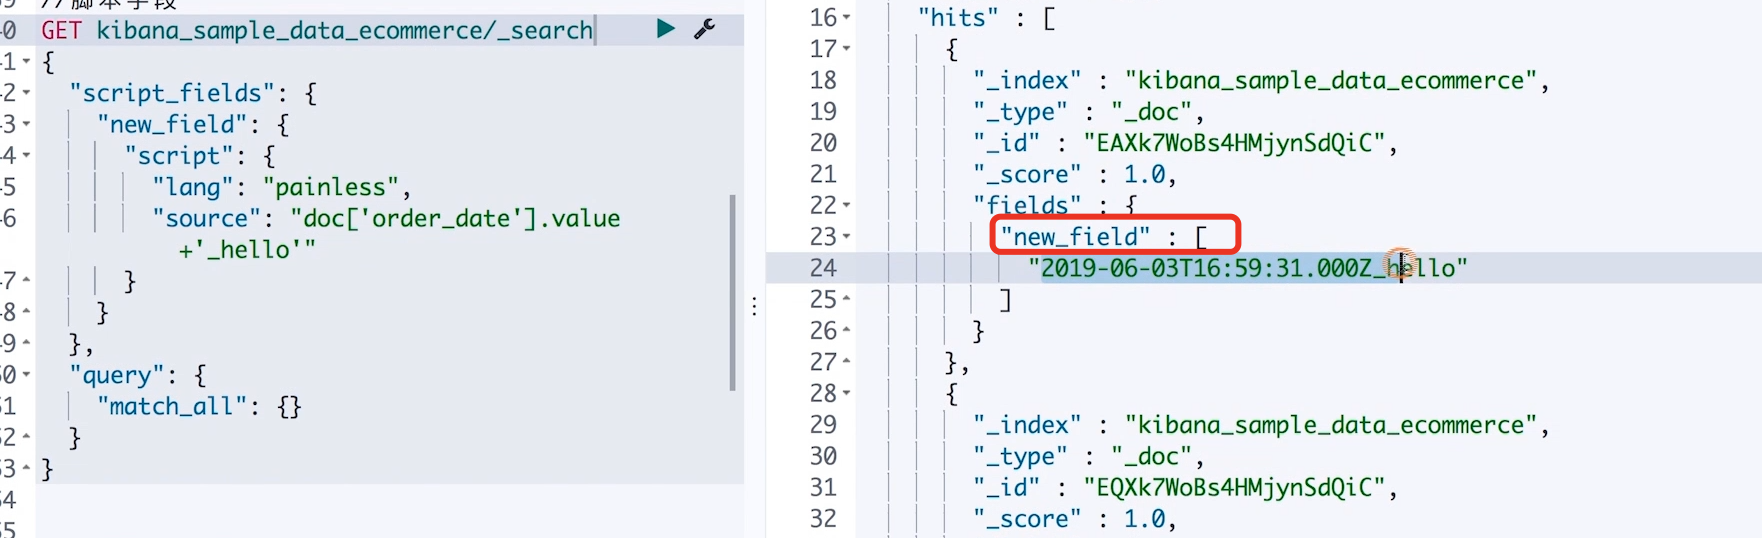 //脚本字段
0 GET kibana_sample_data_ecommerce/_search
1 {
2 "script_fields": {
3 "new_field": {
4 "script": {
5 "lang": "painless",
6 "source": "doc['order_date'].value
+'_hello'"
7 }
8 }
9 },
0 "query": {
1 "match_all": {}
2 }
3 }
4
5
16 "hits" : [
17 {
18 "_index" : "kibana_sample_data_ecommerce",
19 "_type" : "_doc",
20 "_id" : "EAXk7WoBs4HMjynSdQiC",
21 "_score" : 1.0,
22 "fields" : {
23 "new_field" : [
24 "2019-06-03T16:59:31.000Z_hello"
25 ]
26 }
27 },
28 {
29 "_index" : "kibana_sample_data_ecommerce",
30 "_type" : "_doc",
31 "_id" : "EQXk7WoBs4HMjynSdQiC",
32 "_score" : 1.0,